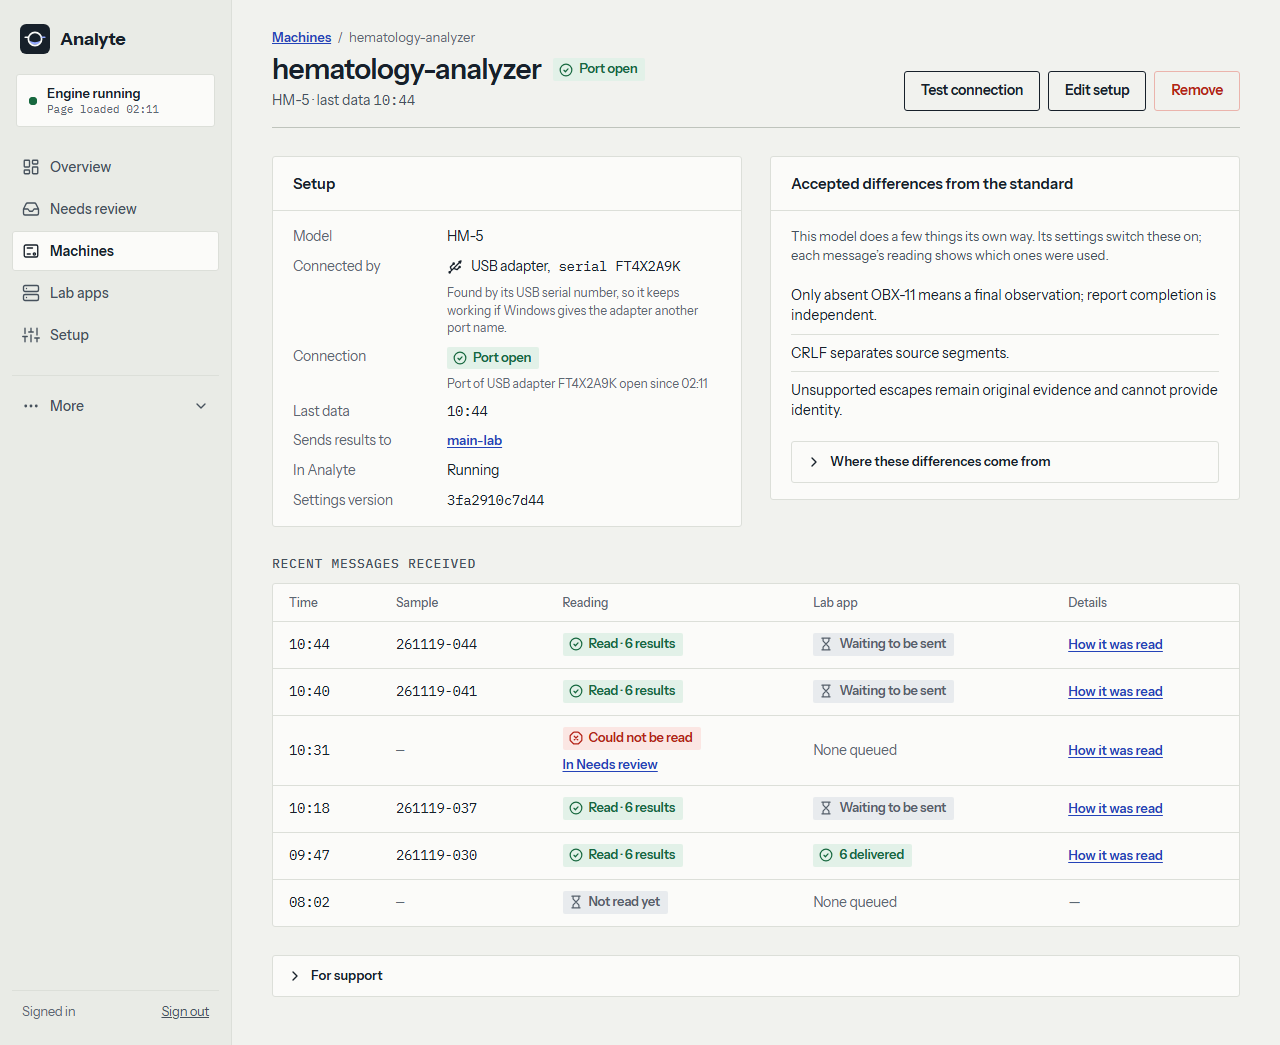 Analyte
Engine running
Page loaded 02:11
Overview
Needs review
Machines
Lab apps
Setup
More
Signed in
Sign out
Machines / hematology-analyzer
hematology-analyzer
Port open
HM-5 · last data 10:44
Test connection
Edit setup
Remove
Setup
Model
HM-5
Connected by
USB adapter, serial FT4X2A9K
Found by its USB serial number, so it keeps
working if Windows gives the adapter another
port name.
Connection
Port open
Port of USB adapter FT4X2A9K open since 02:11
Last data
10:44
Sends results to
main-lab
In Analyte
Running
Settings version
3fa2910c7d44
Accepted differences from the standard
This model does a few things its own way. Its settings switch these on;
each message's reading shows which ones were used.
Only absent OBX-11 means a final observation; report completion is
independent.
CRLF separates source segments.
Unsupported escapes remain original evidence and cannot provide
identity.
Where these differences come from
RECENT MESSAGES RECEIVED
Time Sample Reading Lab app Details
10:44 261119-044 Read · 6 results Waiting to be sent How it was read
10:40 261119-041 Read · 6 results Waiting to be sent How it was read
10:31 — Could not be read None queued How it was read
In Needs review
10:18 261119-037 Read · 6 results Waiting to be sent How it was read
09:47 261119-030 Read · 6 results 6 delivered How it was read
08:02 — Not read yet None queued —
For support